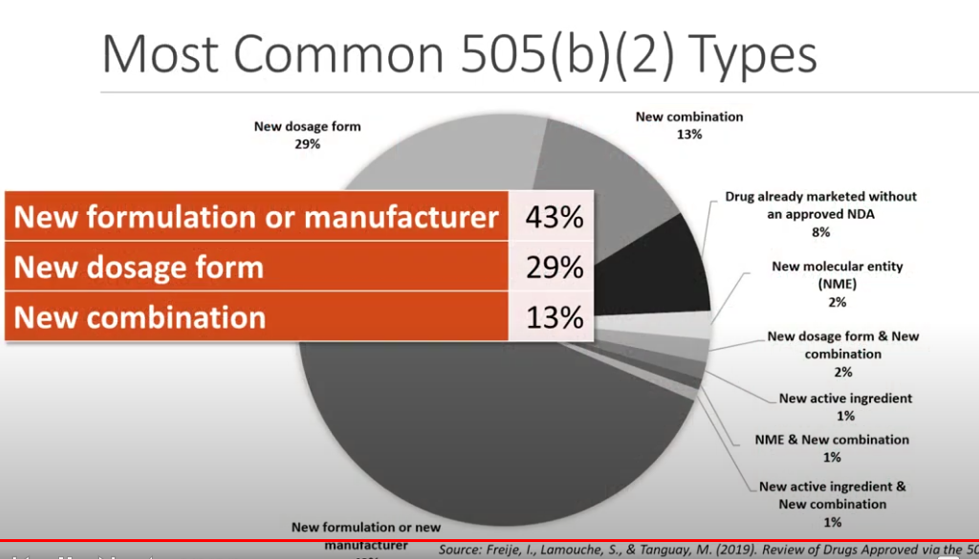 Most Common 505(b)(2) Types
New dosage form
29%
New combination
13%
Drug already marketed without
an approved NDA
8%
New formulation or manufacturer 43%
New dosage form 29%
New combination 13%
New molecular entity
(NME)
2%
New dosage form & New
combination
2%
New active ingredient
1%
NME & New combination
1%
New active ingredient &
New combination
1%
New formulation or new
manufacturer
Source: Freije, I., Lamouche, S., & Tanguay, M. (2019). Review of Drugs Approved via the 50